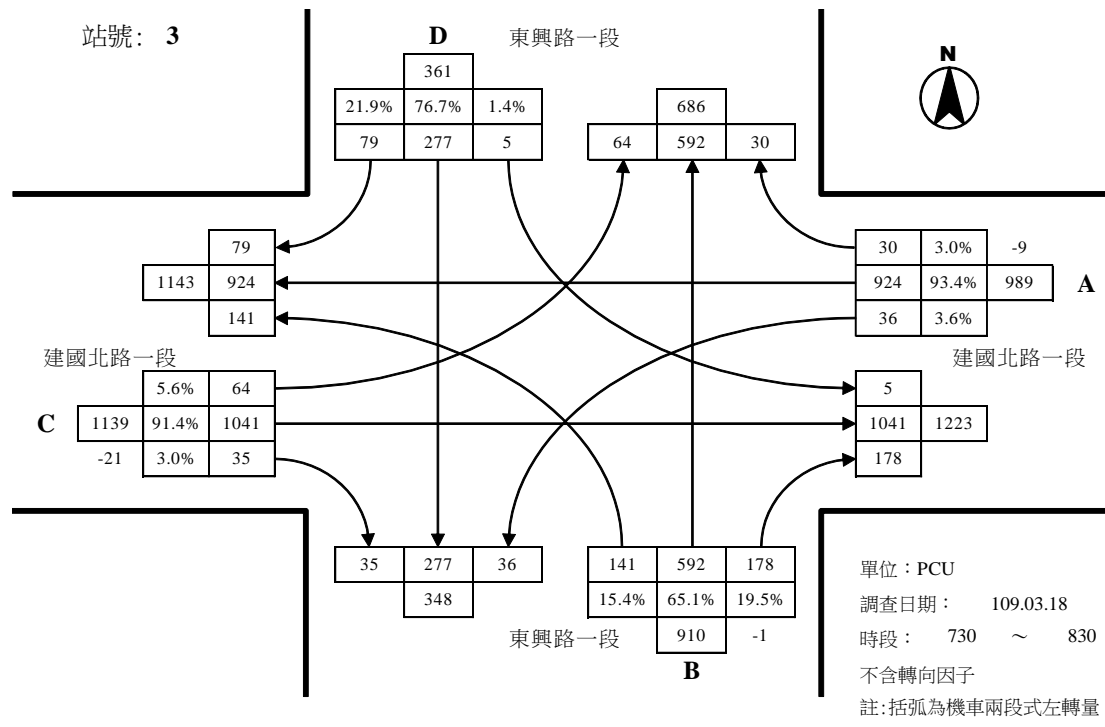 站號: 3
D 東興路一段
N
361
21.9% 76.7% 1.4%
79 277 5
686
64 592 30
79
1143 924
141
30 3.0% -9
924 93.4% 989 A
36 3.6%
建國北路一段
建國北路一段
5.6% 64
C 1139 91.4% 1041
-21 3.0% 35
5
1041 1223
178
35 277 36
348
141 592 178
15.4% 65.1% 19.5%
東興路一段 910 -1
B
單位：PCU
調查日期： 109.03.18
時段： 730 ～ 830
不含轉向因子
註:括弧為機車兩段式左轉量